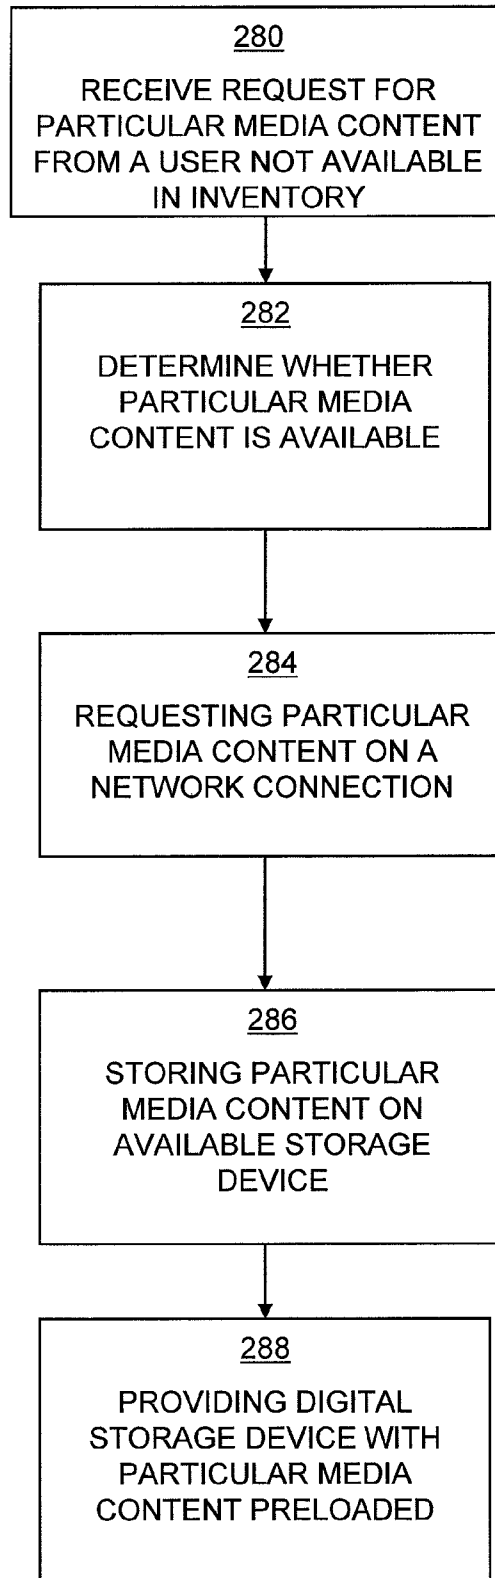 280
RECEIVE REQUEST FOR
PARTICULAR MEDIA CONTENT
FROM A USER NOT AVAILABLE
IN INVENTORY
282
DETERMINE WHETHER
PARTICULAR MEDIA
CONTENT IS AVAILABLE
284
REQUESTING PARTICULAR
MEDIA CONTENT ON A
NETWORK CONNECTION
286
STORING PARTICULAR
MEDIA CONTENT ON
AVAILABLE STORAGE
DEVICE
288
PROVIDING DIGITAL
STORAGE DEVICE WITH
PARTICULAR MEDIA
CONTENT PRELOADED